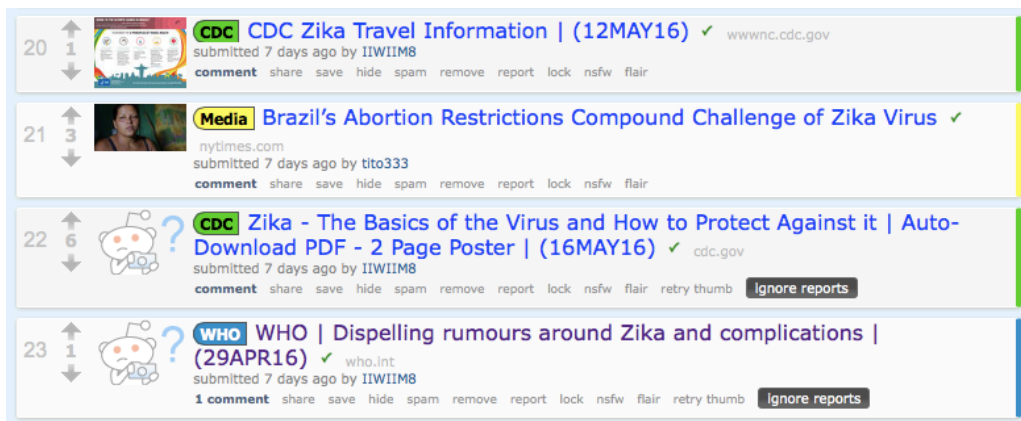 20
1
CDC CDC Zika Travel Information | (12MAY16) ✓ wwwnc.cdc.gov
submitted 7 days ago by IIWIIM8
comment share save hide spam remove report lock nsfw flair
21
3
Media Brazil’s Abortion Restrictions Compound Challenge of Zika Virus ✓
nytimes.com
submitted 7 days ago by tito333
comment share save hide spam remove report lock nsfw flair
22
6
CDC Zika - The Basics of the Virus and How to Protect Against it | Auto-
Download PDF - 2 Page Poster | (16MAY16) ✓ cdc.gov
submitted 7 days ago by IIWIIM8
comment share save hide spam remove report lock nsfw flair retry thumb Ignore reports
23
1
WHO WHO | Dispelling rumours around Zika and complications |
(29APR16) ✓ who.int
submitted 7 days ago by IIWIIM8
1 comment share save hide spam remove report lock nsfw flair retry thumb Ignore reports